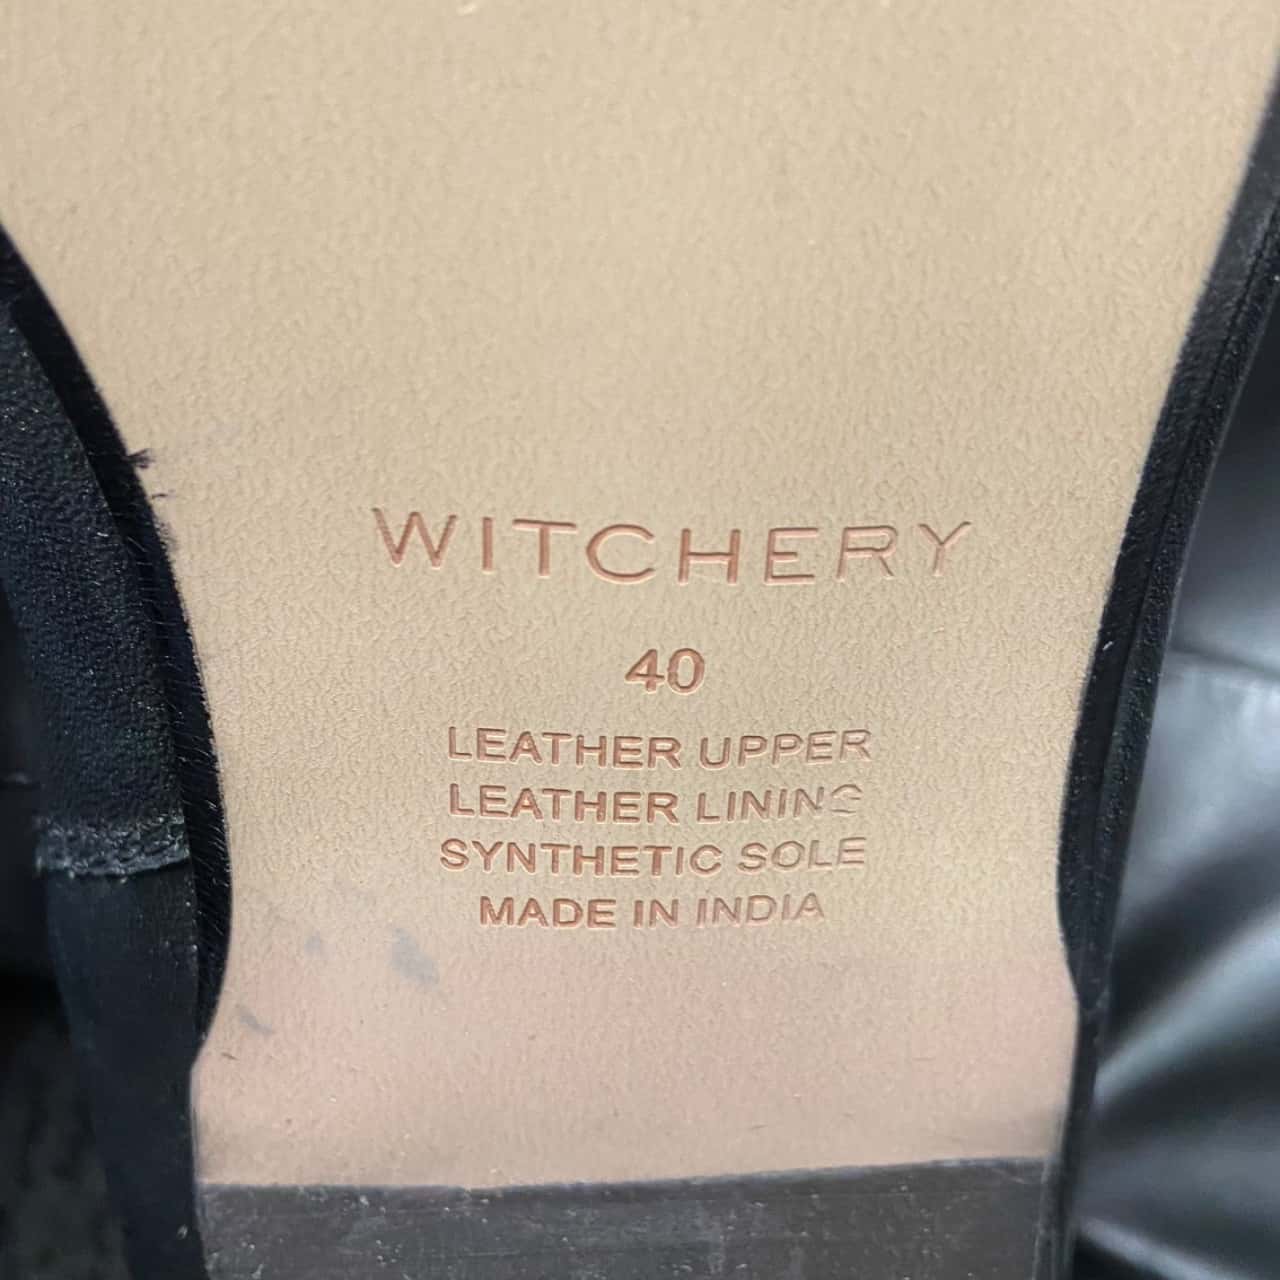 WITCHERY
40
LEATHER UPPER
LEATHER LINING
SYNTHETIC SOLE
MADE IN INDIA